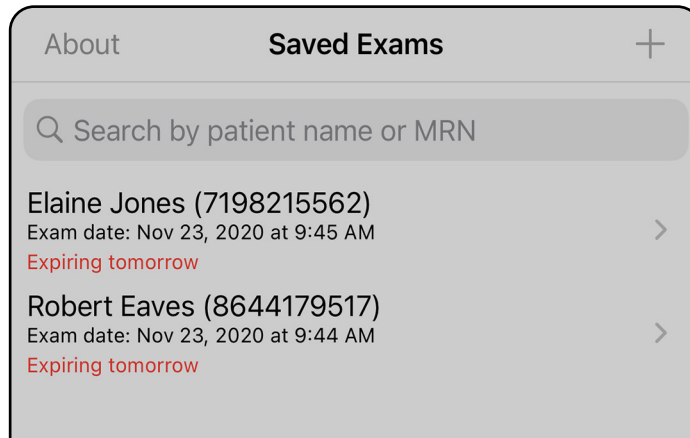 About
Saved Exams
Search by patient name or MRN
Elaine Jones (7198215562)
Exam date: Nov 23, 2020 at 9:45 AM
Expiring tomorrow
Robert Eaves (8644179517)
Exam date: Nov 23, 2020 at 9:44 AM
Expiring tomorrow